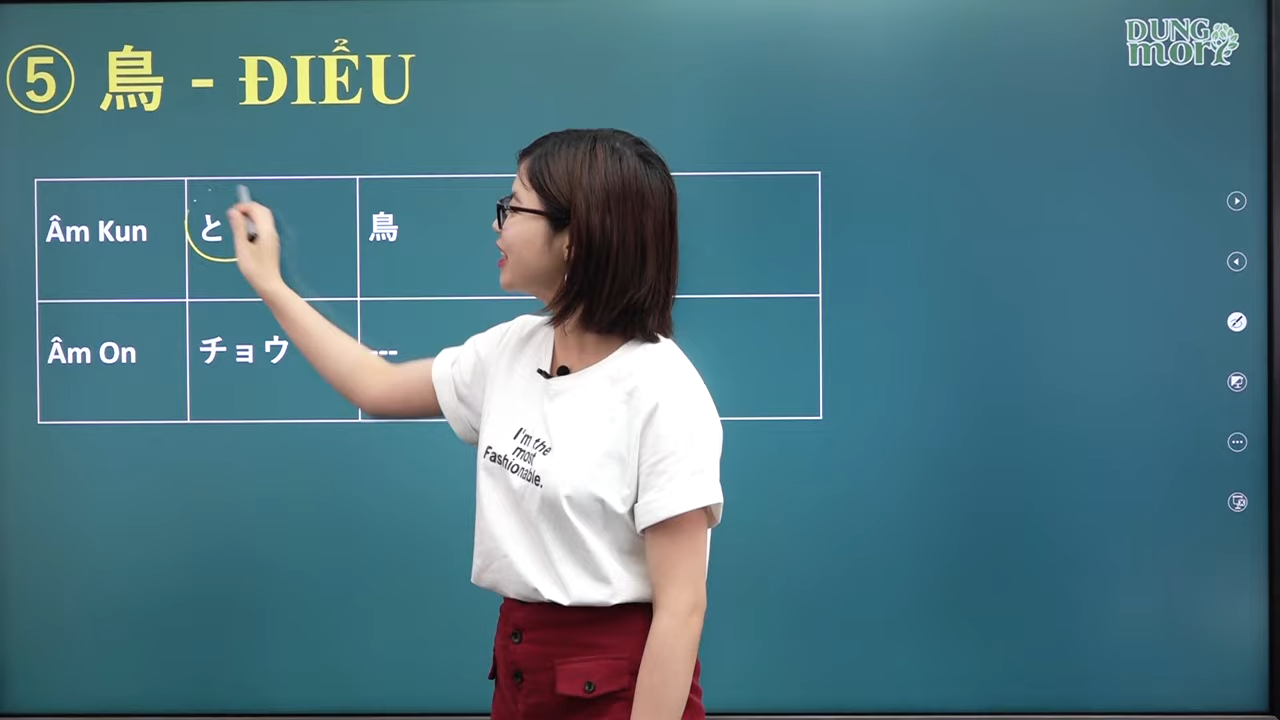 ⑤ 鳥 - ĐIỂU
DUNG
mori
Âm Kun と 鳥
Âm On チョウ ---
I'm the
most
Fashionable.